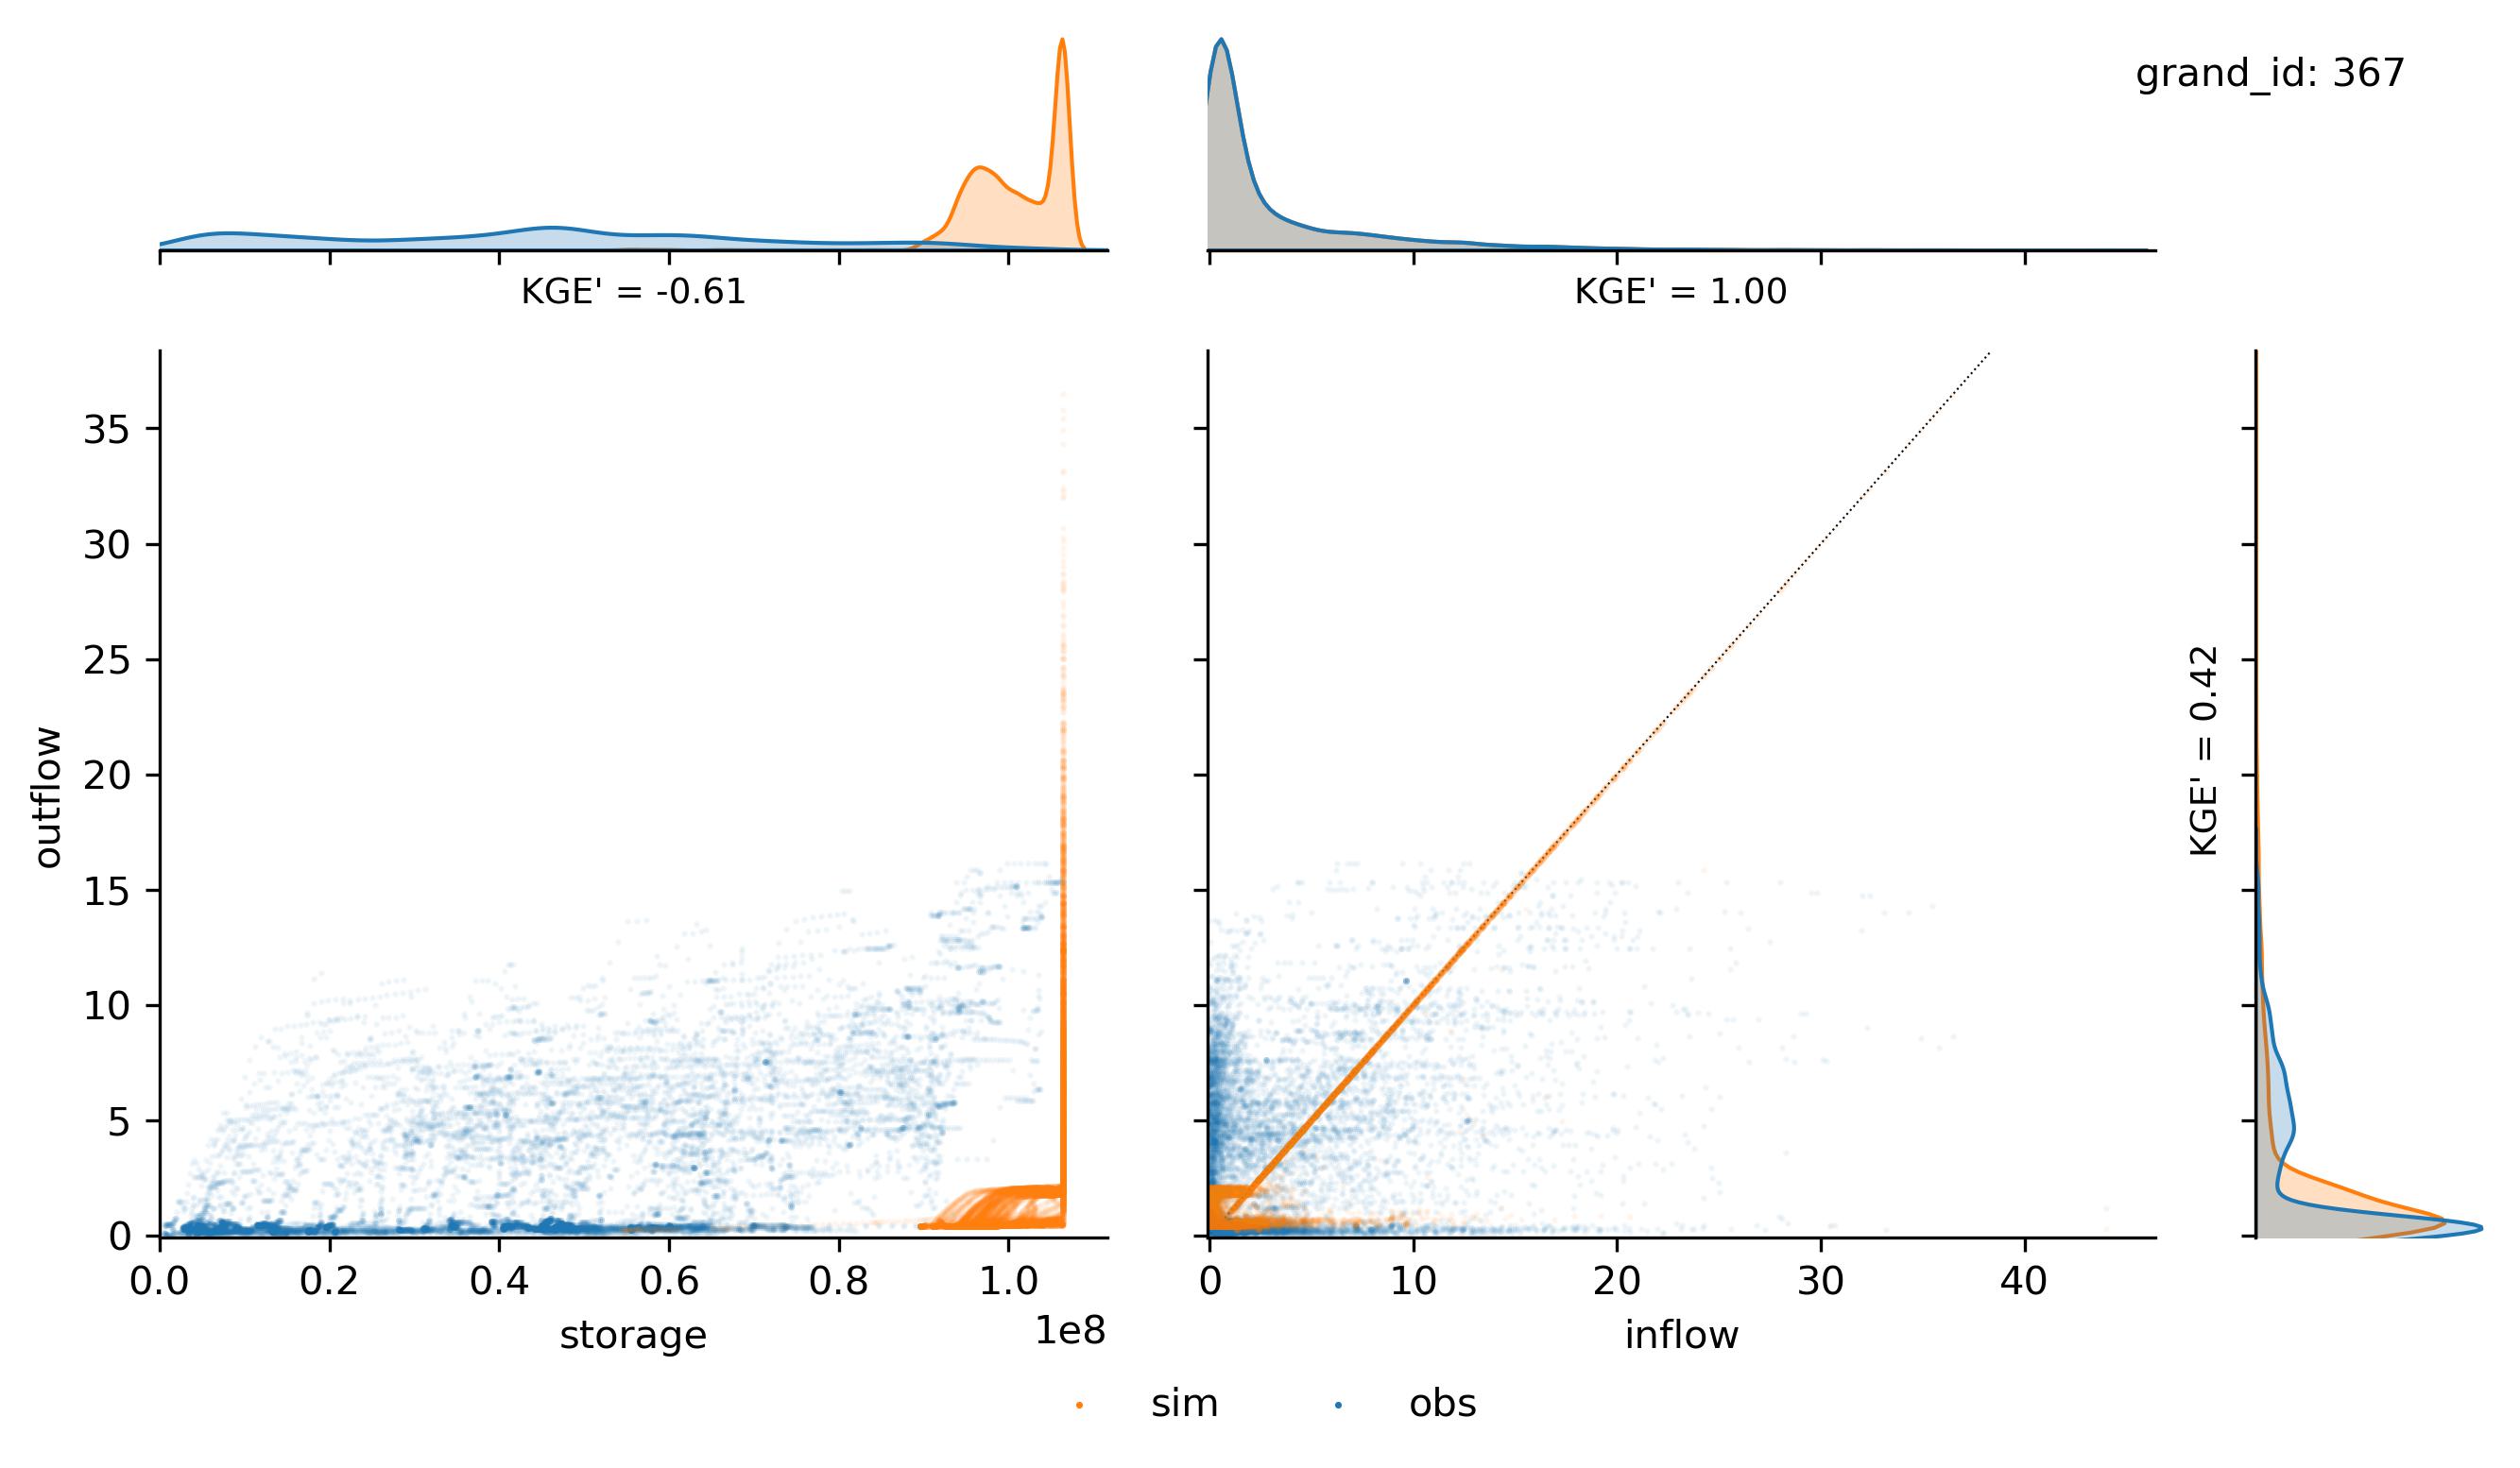 grand_id: 367
KGE' = -0.61
KGE' = 1.00
35
30
25
20
15
10
5
0
outflow
0.0 0.2 0.4 0.6 0.8 1.0
1e8
storage
0 10 20 30 40
inflow
KGE' = 0.42
sim obs